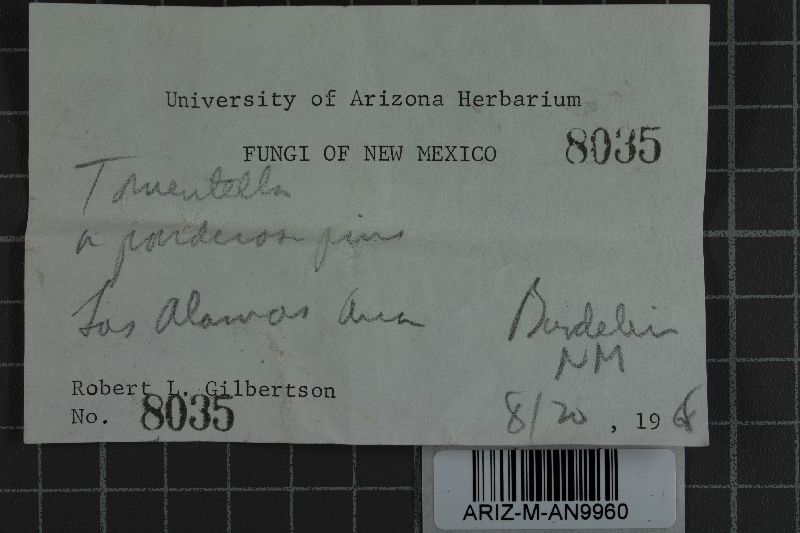 University of Arizona Herbarium
FUNGI OF NEW MEXICO 8035
Tomentella
on ponderosa pine
Los Alamos Area Bandelier
NM
Robert L. Gilbertson
No. 8035 8/20, 1968
ARIZ-M-AN9960